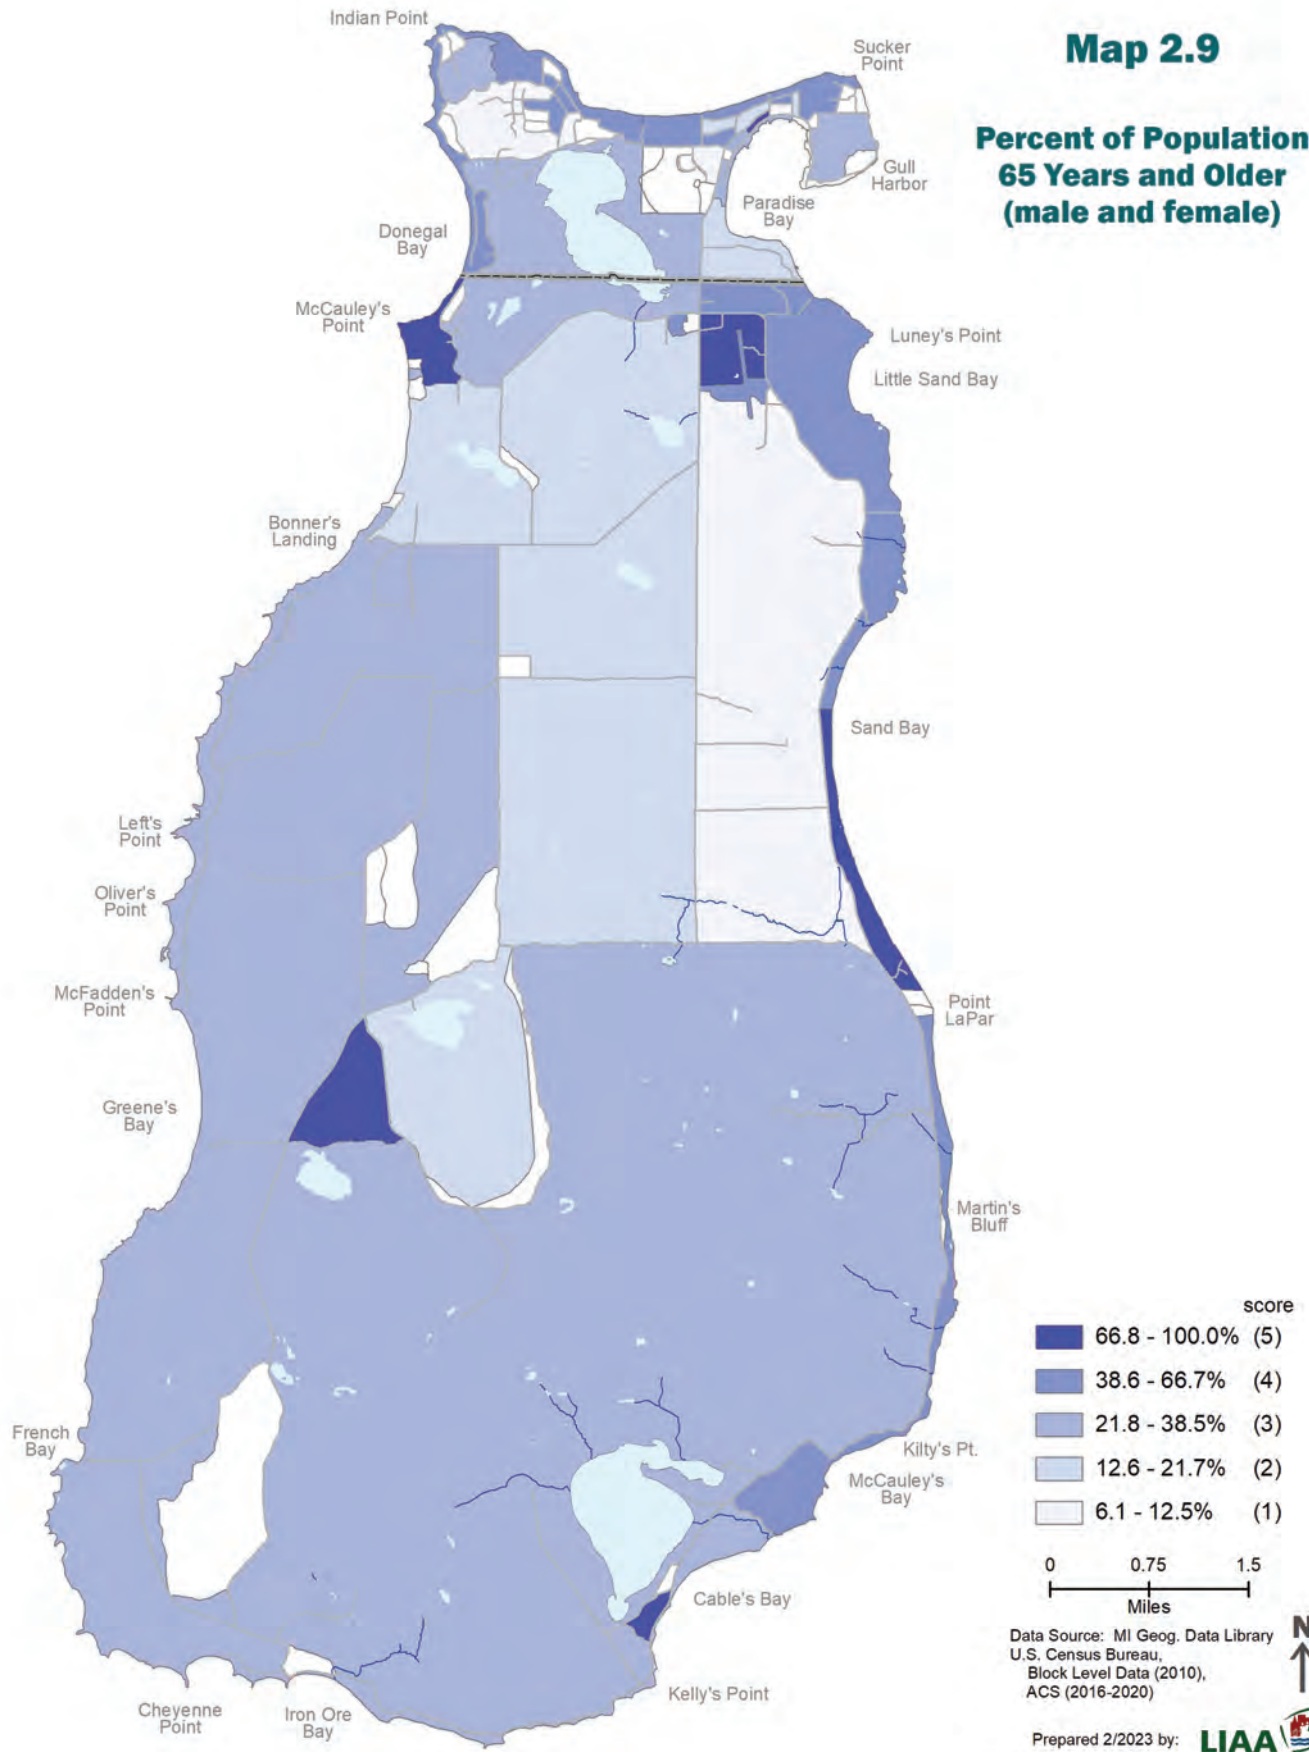 Indian Point
Map 2.9
Sucker
Point
Percent of Population
65 Years and Older
(male and female)
Gull
Harbor
Paradise
Bay
Donegal
Bay
McCauley's
Point
Luney's Point
Little Sand Bay
Bonner's
Landing
Sand Bay
Left's
Point
Oliver's
Point
McFadden's
Point
Point
LaPar
Greene's
Bay
Martin's
Bluff
score
66.8 - 100.0% (5)
38.6 - 66.7% (4)
21.8 - 38.5% (3)
12.6 - 21.7% (2)
6.1 - 12.5% (1)
French
Bay
Kilty's Pt.
McCauley's
Bay
0 0.75 1.5
Miles
Cable's Bay
Data Source: MI Geog. Data Library
U.S. Census Bureau,
Block Level Data (2010),
ACS (2016-2020)
N
Kelly's Point
Cheyenne
Point
Iron Ore
Bay
Prepared 2/2023 by: LIAA